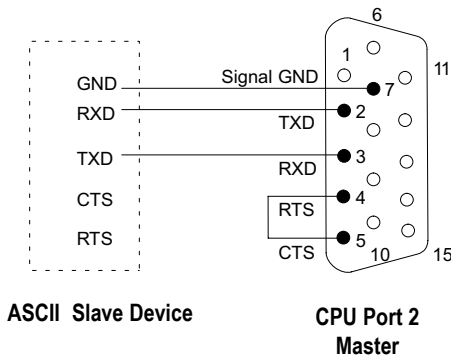 6
1
11
GND
Signal GND
7
RXD
TXD
2
TXD
RXD
3
CTS
RTS
4
RTS
CTS
5
10
15
ASCII Slave Device
CPU Port 2
Master